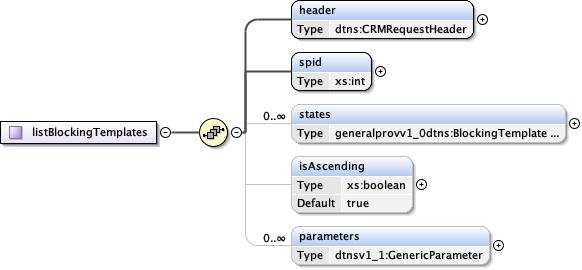 header
Type dtns:CRMRequestHeader
spid
Type xs:int
listBlockingTemplates
0..∞
states
Type generalprovv1_0dtns:BlockingTemplate ...
isAscending
Type xs:boolean
Default true
0..∞
parameters
Type dtnsv1_1:GenericParameter